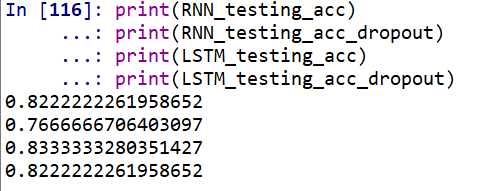 In [116]: print(RNN_testing_acc)
...: print(RNN_testing_acc_dropout)
...: print(LSTM_testing_acc)
...: print(LSTM_testing_acc_dropout)
0.8222222261958652
0.7666666706403097
0.8333333280351427
0.8222222261958652